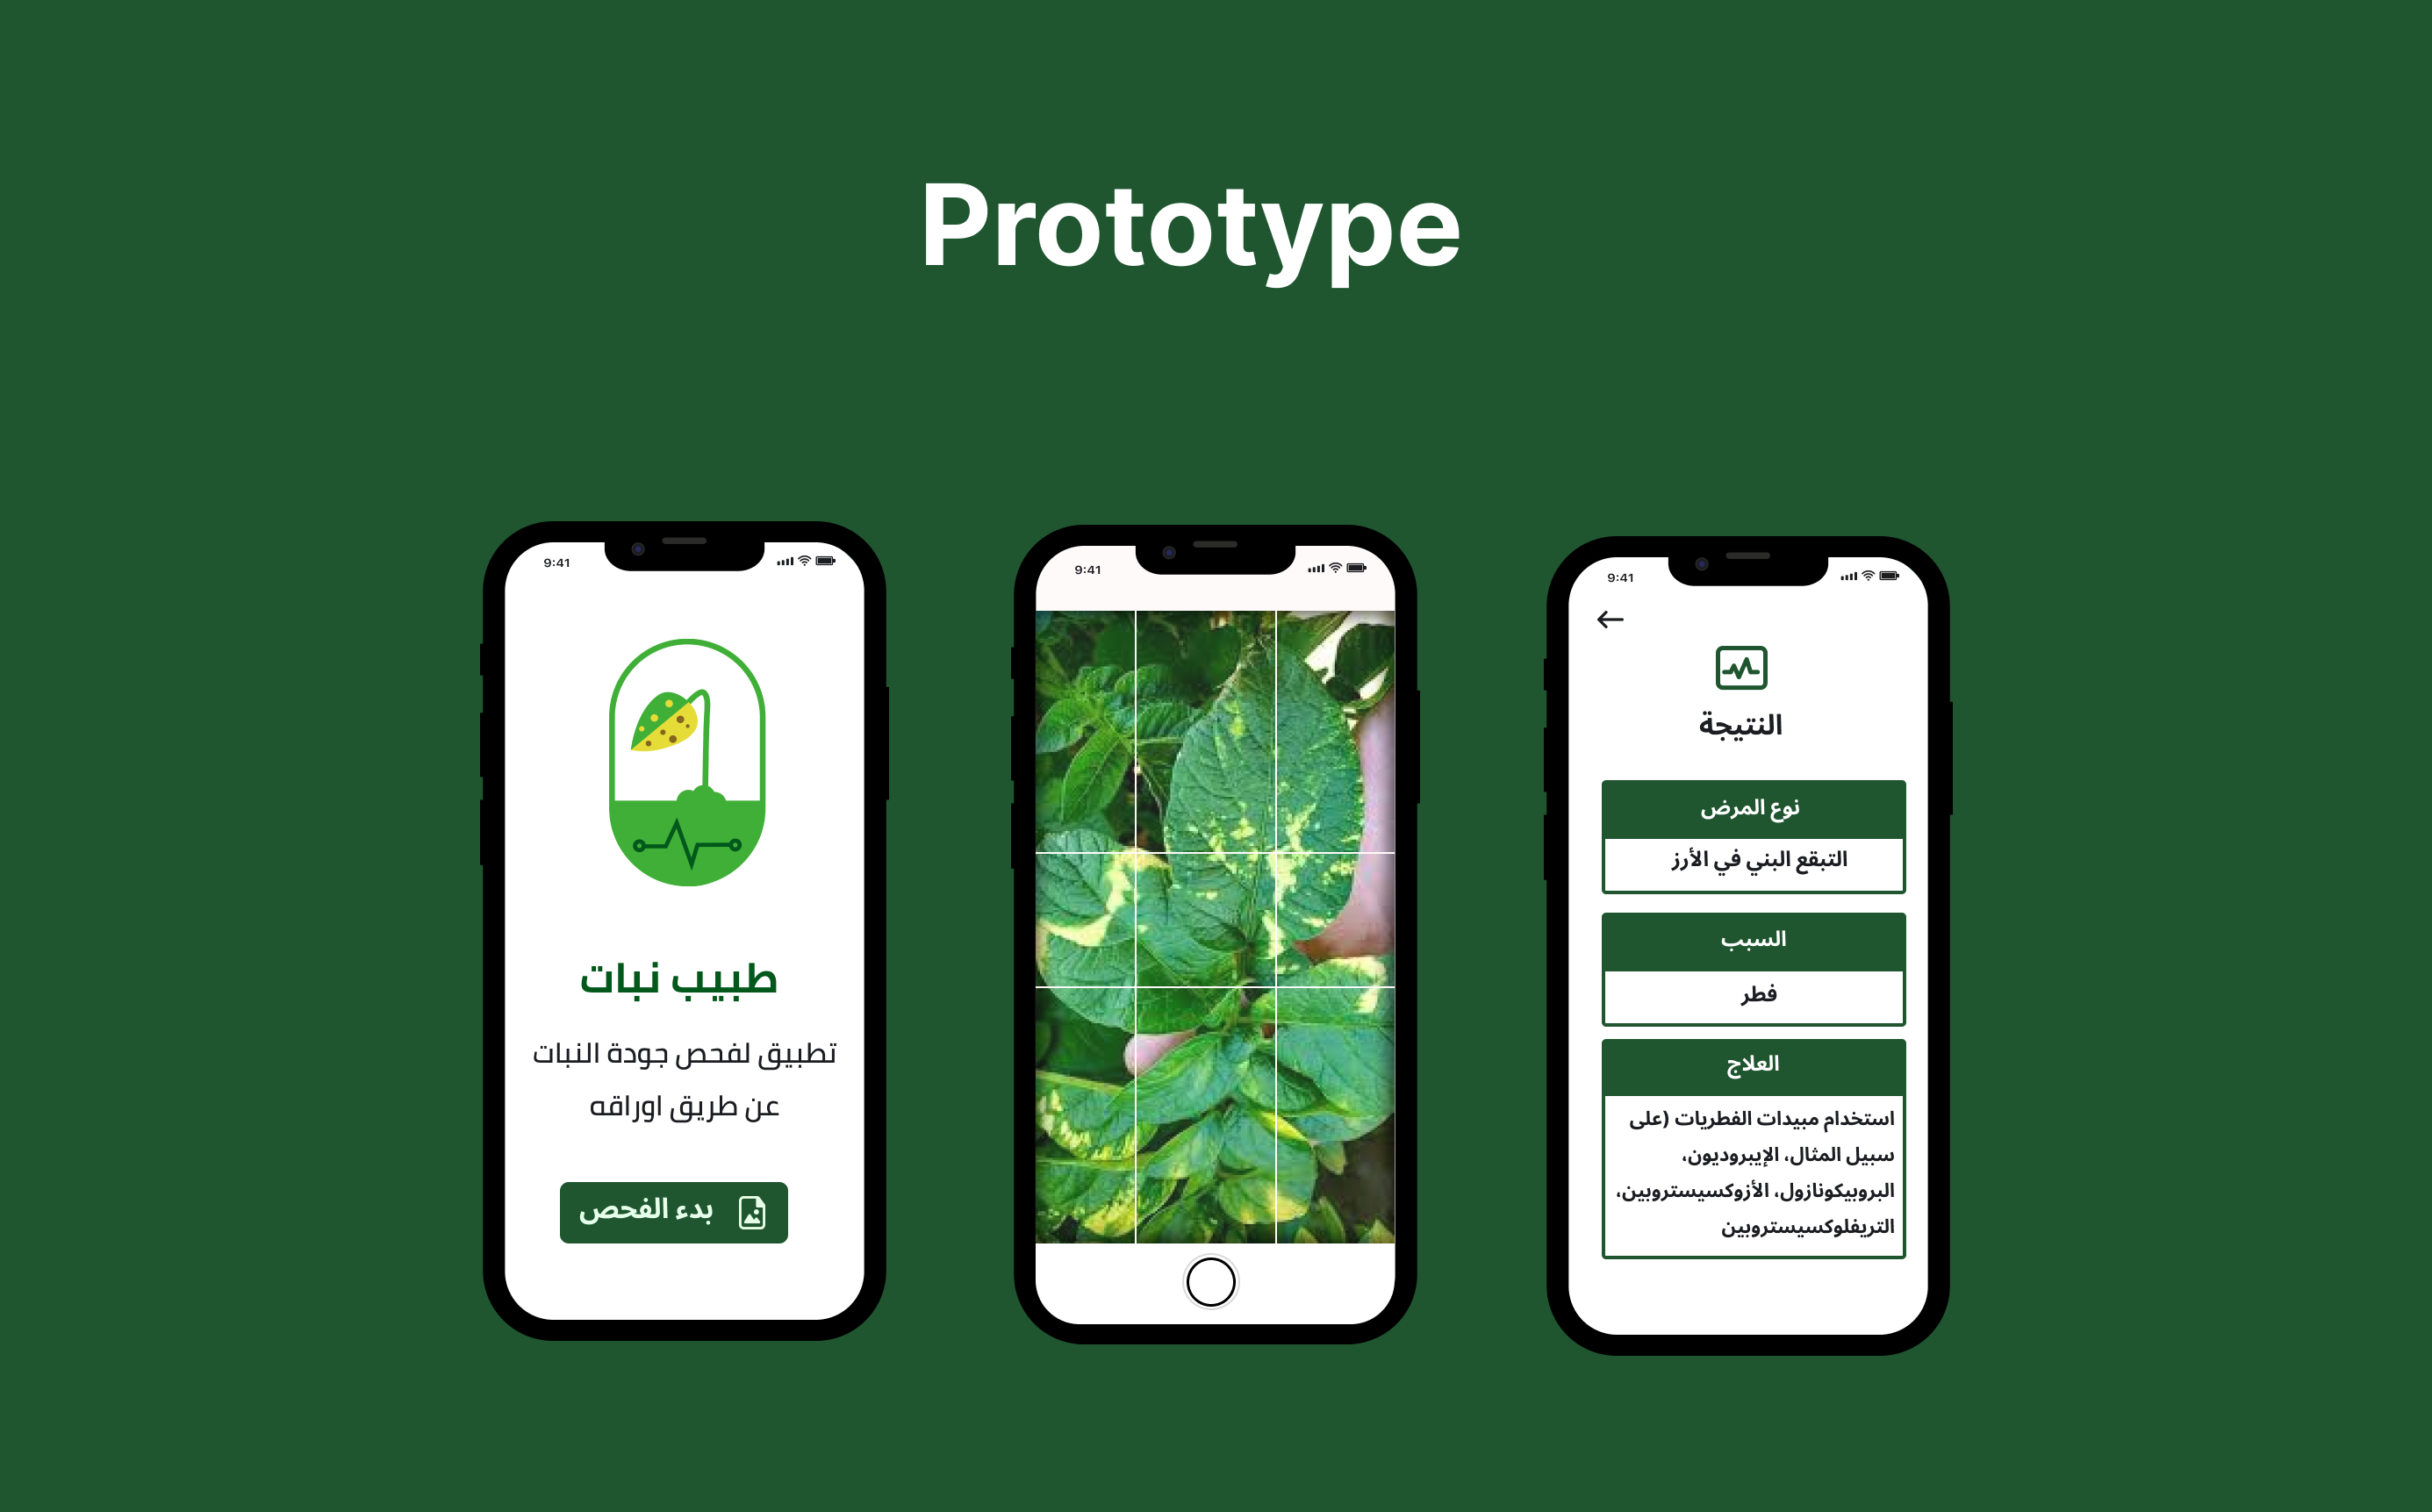 Prototype
9:41
طبيب نبات
تطبيق لفحص جودة النبات
عن طريق اوراقه
بدء الفحص
9:41
9:41
النتيجة
نوع المرض
التبقع البني في الأرز
السبب
فطر
العلاج
استخدام مبيدات الفطريات (على
سبيل المثال، الإيبروديون،
البروبيكونازول، الأزوكسيستروبين،
التريفلوكسيستروبين